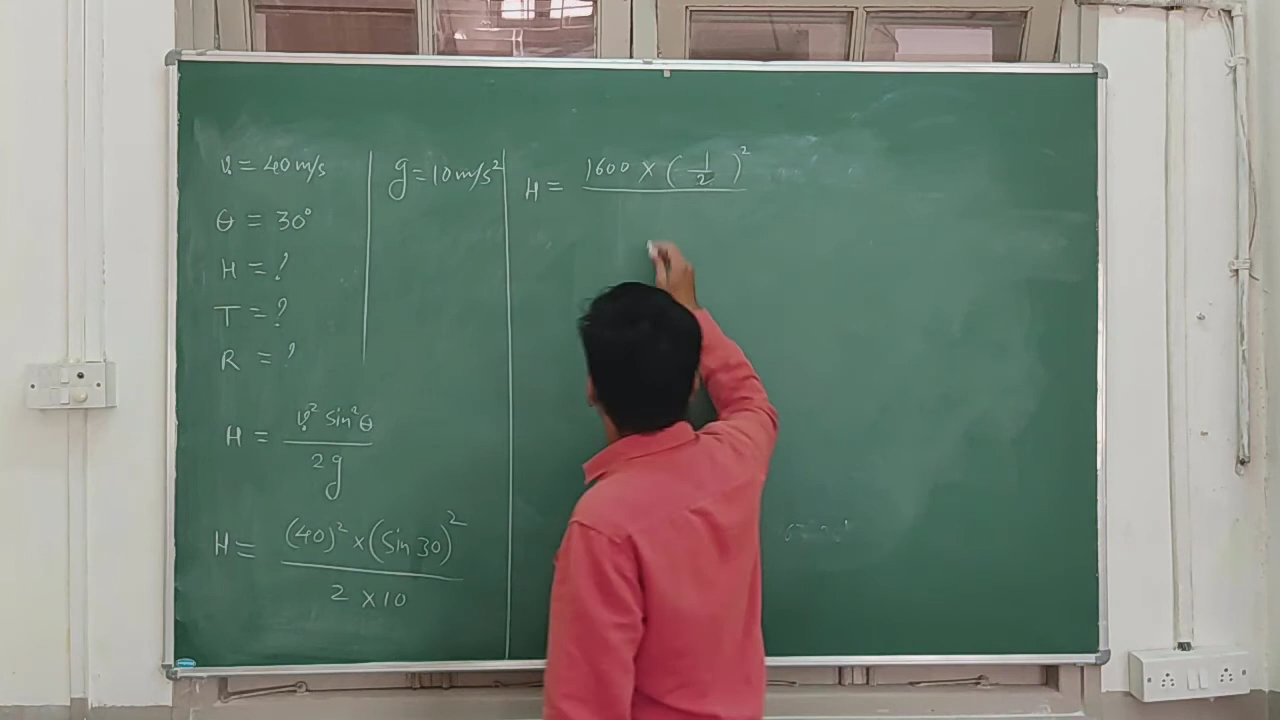 u = 40 m/s
θ = 30°
H = ?
T = ?
R = ?
H = u² sin²θ / 2g
H = (40)² × (Sin 30)² / 2 × 10
g = 10 m/s²
H = 1600 × (1/2)²